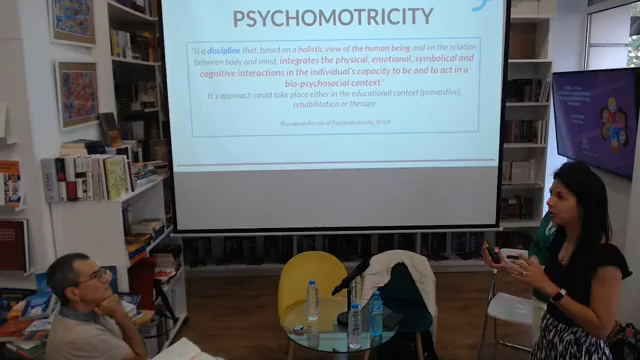 PSYCHOMOTRICITY
"Is a discipline that, based on a holistic view of the human being and on the relation
between body and mind, integrates the physical, emotional, symbolical and
cognitive interactions in the individual's capacity to be and to act in a
bio-psychosocial context."
It's approach could take place either in the educational context (preventive),
rehabilitation or therapy.
(European Forum of Psychomotricity,